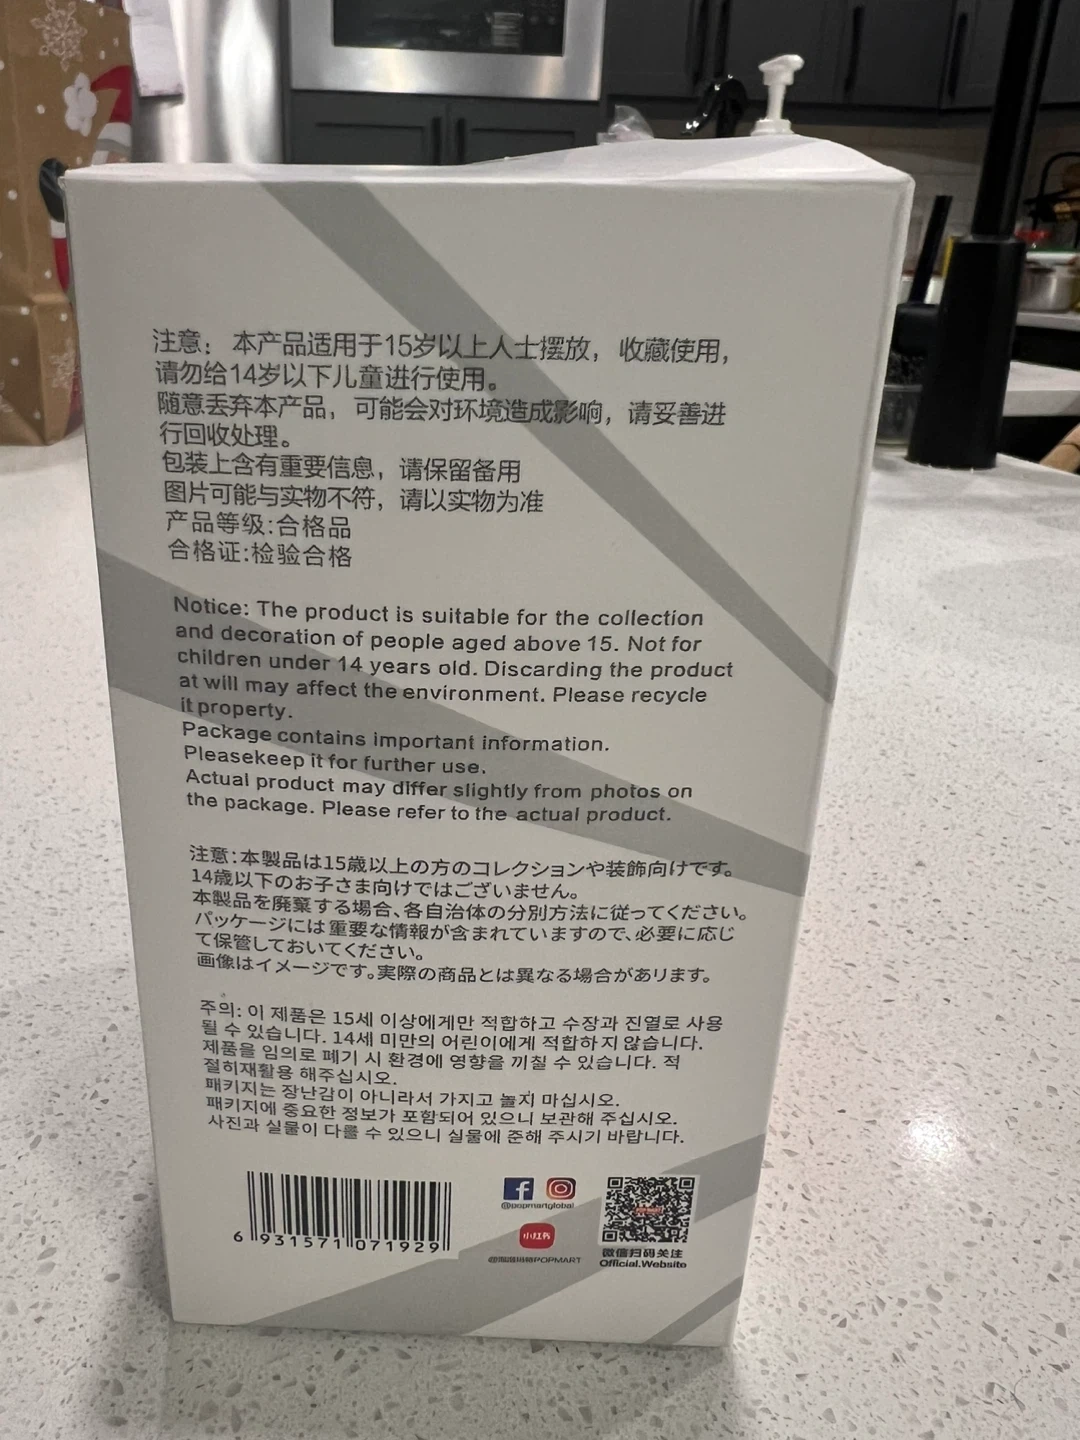 注意：本产品适用于15岁以上人士摆放，收藏使用，
请勿给14岁以下儿童进行使用。
随意丢弃本产品，可能会对环境造成影响，请妥善进
行回收处理。
包装上含有重要信息，请保留备用
图片可能与实物不符，请以实物为准
产品等级:合格品
合格证:检验合格
Notice: The product is suitable for the collection
and decoration of people aged above 15. Not for
children under 14 years old. Discarding the product
at will may affect the environment. Please recycle
it property.
Package contains important information.
Pleasekeep it for further use.
Actual product may differ slightly from photos on
the package. Please refer to the actual product.
注意:本製品は15歳以上の方のコレクションや装飾向けです。
14歳以下のお子さま向けではございません。
本製品を廃棄する場合、各自治体の分別方法に従ってください。
パッケージには重要な情報が含まれていますので、必要に応じ
て保管しておいてください。
画像はイメージです。実際の商品とは異なる場合があります。
주의: 이 제품은 15세 이상에게만 적합하고 수장과 진열로 사용
될 수 있습니다. 14세 미만의 어린이에게 적합하지 않습니다.
제품을 임의로 폐기 시 환경에 영향을 끼칠 수 있습니다. 적
절히재활용 해주십시오.
패키지는 장난감이 아니라서 가지고 놀지 마십시오.
패키지에 중요한 정보가 포함되어 있으니 보관해 주십시오.
사진과 실물이 다를 수 있으니 실물에 준해 주시기 바랍니다.
6 931571 071929
@popmartglobal
小红书
@泡泡玛特POPMART
微信扫码关注
Official.Website